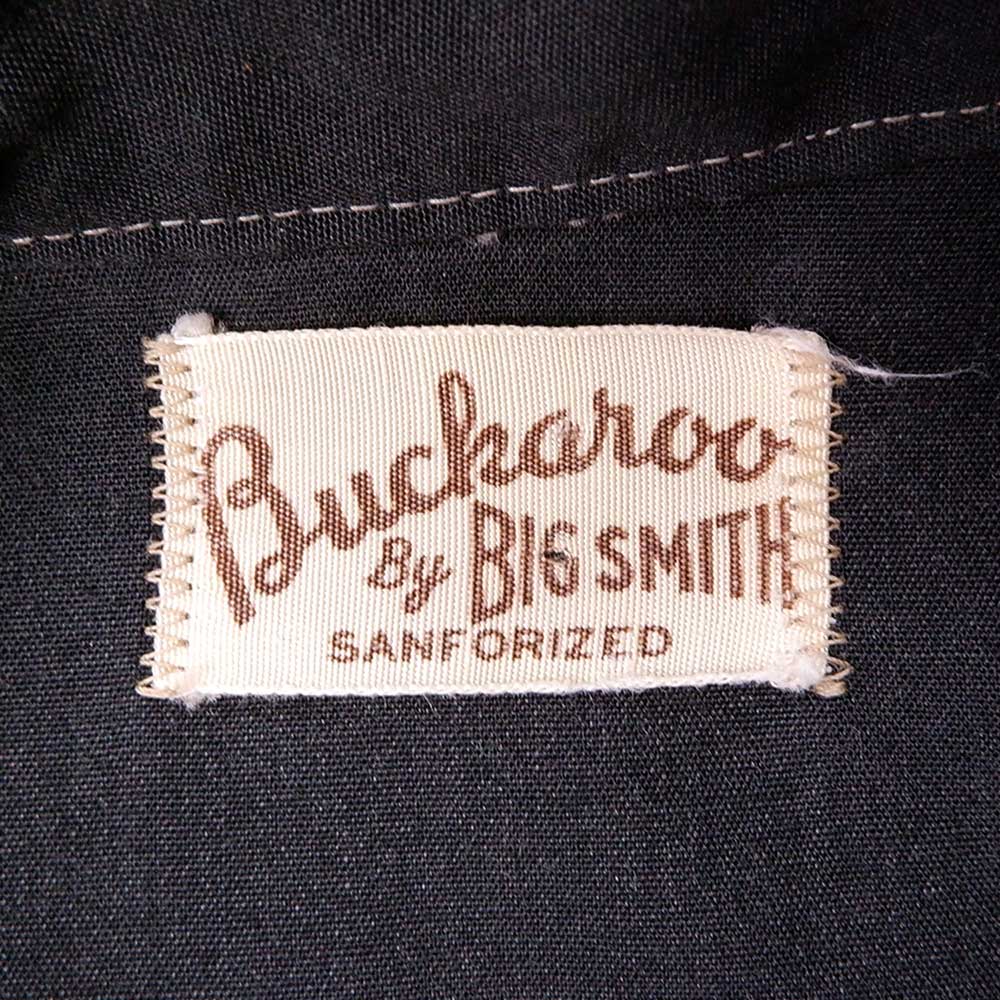 Buckaroo
By BIG SMITH
SANFORIZED